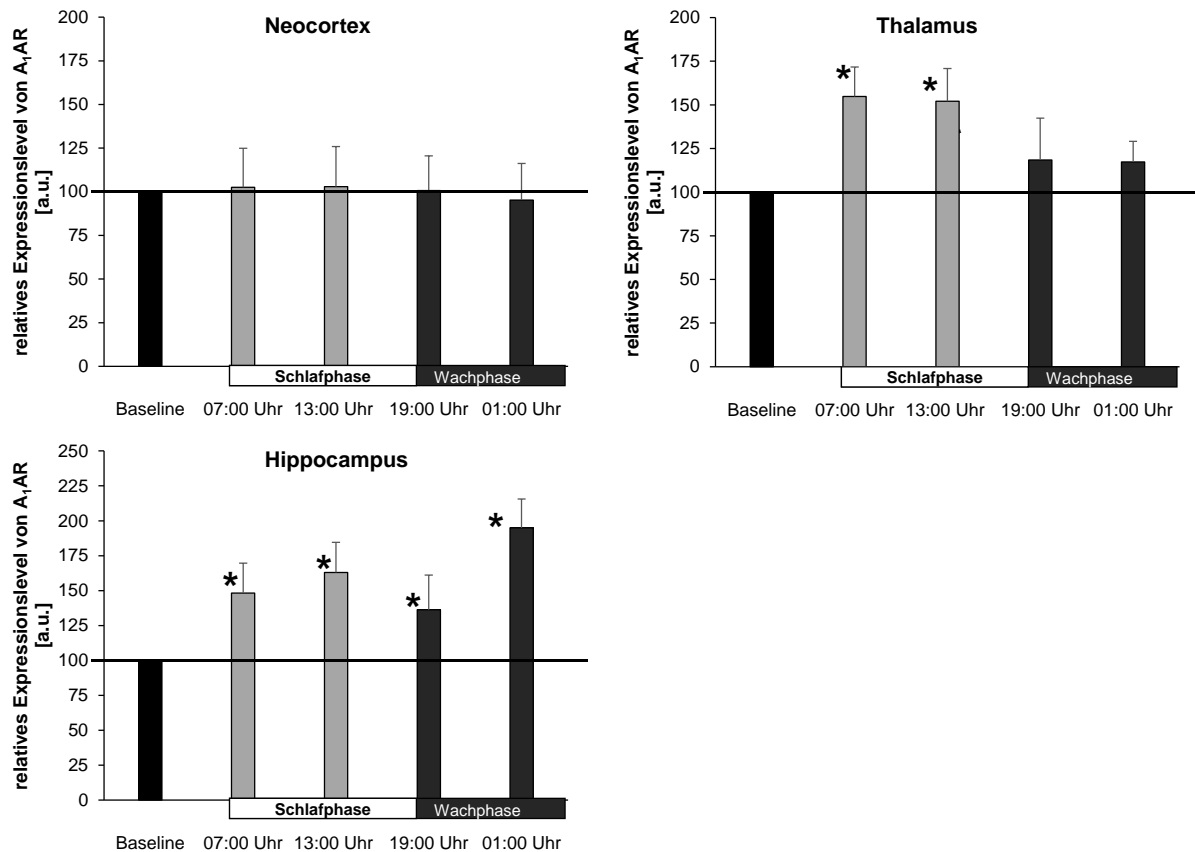 Neocortex
relatives Expressionslevel von A₁AR
[a.u.]
200
175
150
125
100
75
50
25
0
Schlafphase
Wachphase
Baseline 07:00 Uhr 13:00 Uhr 19:00 Uhr 01:00 Uhr
Thalamus
relatives Expressionslevel von A₁AR
[a.u.]
200
175
150
125
100
75
50
25
0
*
*
Schlafphase
Wachphase
Baseline 07:00 Uhr 13:00 Uhr 19:00 Uhr 01:00 Uhr
Hippocampus
relatives Expressionslevel von A₁AR
[a.u.]
250
225
200
175
150
125
100
75
50
25
0
*
*
*
*
Schlafphase
Wachphase
Baseline 07:00 Uhr 13:00 Uhr 19:00 Uhr 01:00 Uhr